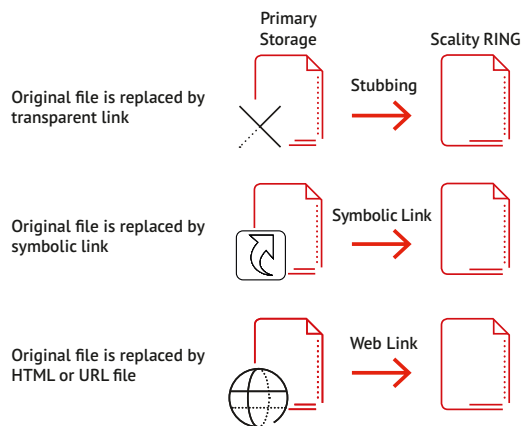 Primary
Storage
Scality RING
Original file is replaced by
transparent link
Stubbing
Original file is replaced by
symbolic link
Symbolic Link
Original file is replaced by
HTML or URL file
Web Link